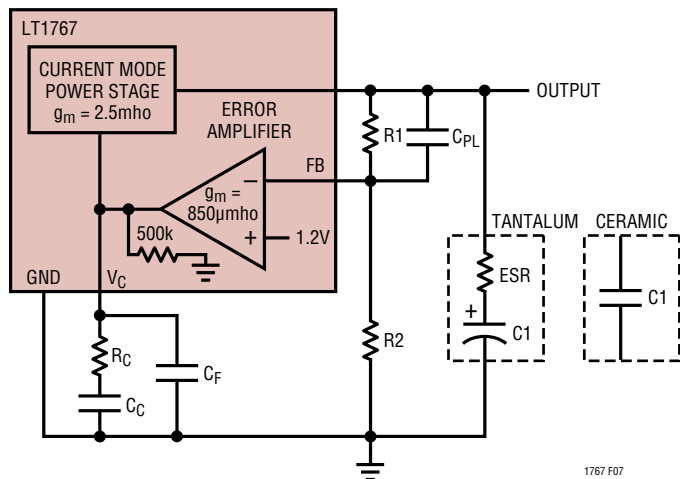 LT1767
CURRENT MODE
POWER STAGE
gm = 2.5mho
ERROR
AMPLIFIER
OUTPUT
R1
CPL
FB
gm =
850µmho
500k
1.2V
TANTALUM
CERAMIC
GND
VC
ESR
C1
C1
RC
CF
R2
CC
1767 F07
−
+
+